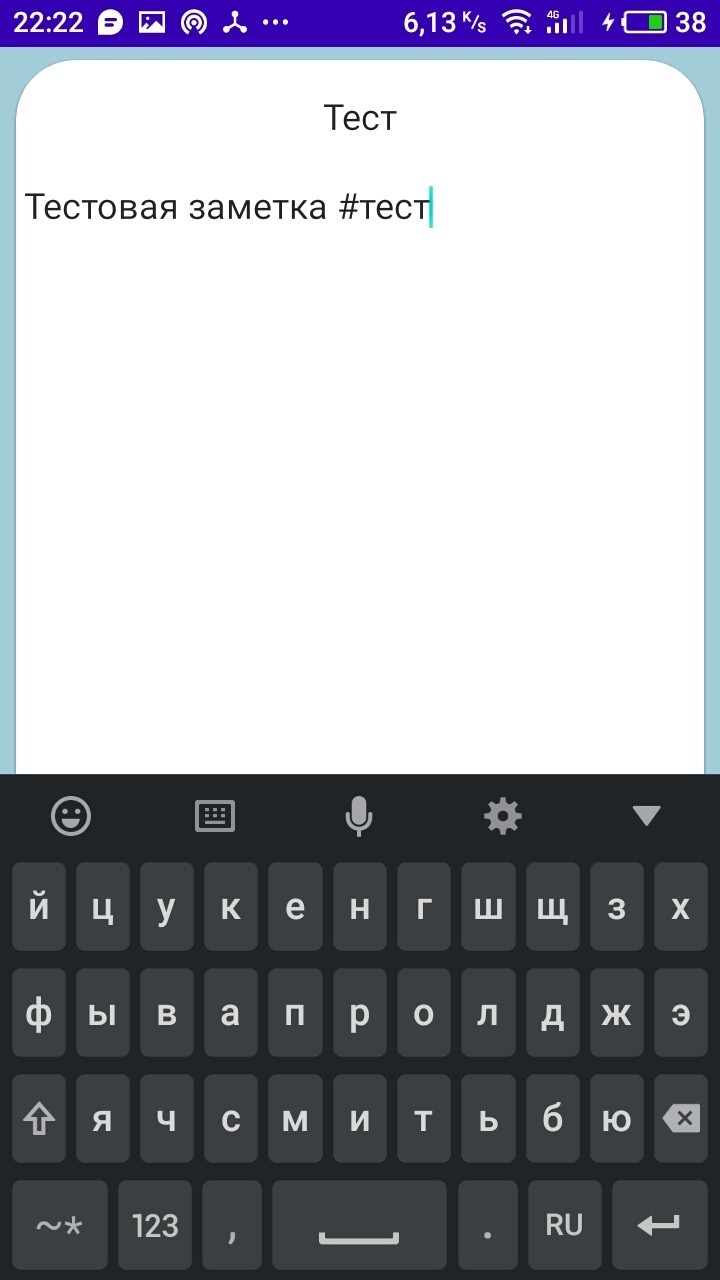 22:22 6,13 K/s 4G 38
Тест
Тестовая заметка #тест
й ц у к е н г ш щ з х
ф ы в а п р о л д ж э
я ч с м и т ь б ю
~* 123 , . RU